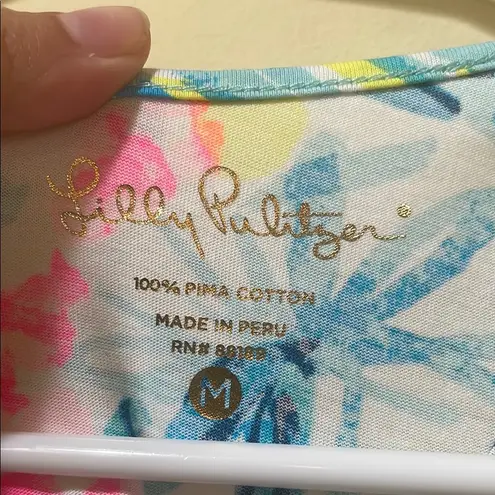 Lilly Pulitzer®
100% PIMA COTTON
MADE IN PERU
RN# 88189
M